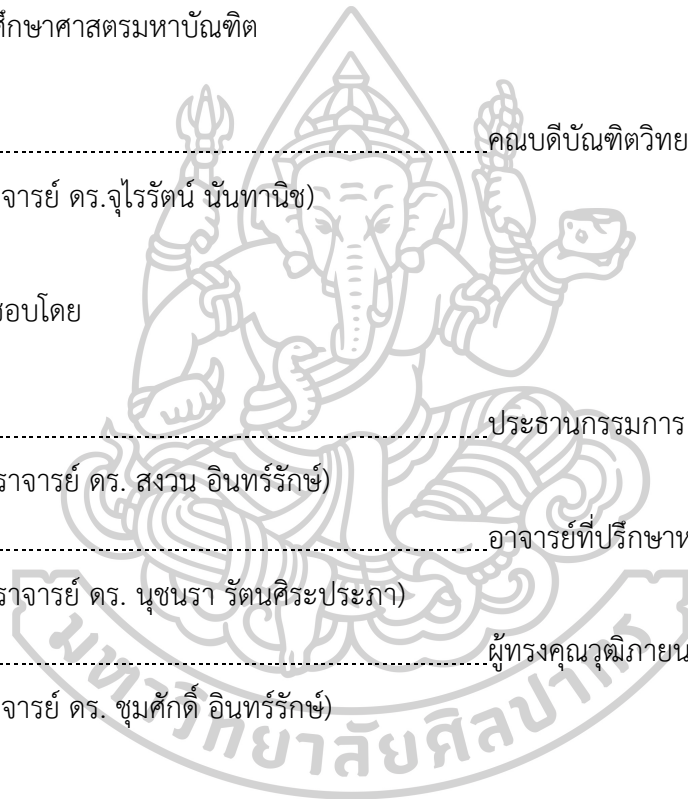 ศึกษาศาสตรมหาบัณฑิต
คณบดีบัณฑิตวิทย
จารย์ ดร.จุไรรัตน์ นันทานิช)
สอบโดย
ประธานกรรมการ
ราจารย์ ดร. สงวน อินทร์รักษ์)
อาจารย์ที่ปรึกษาห
ราจารย์ ดร. นุชนรา รัตนศิระประภา)
ผู้ทรงคุณวุฒิภายน
จารย์ ดร. ชุมศักดิ์ อินทร์รักษ์)
มหาวิทยาลัยศิลปากร